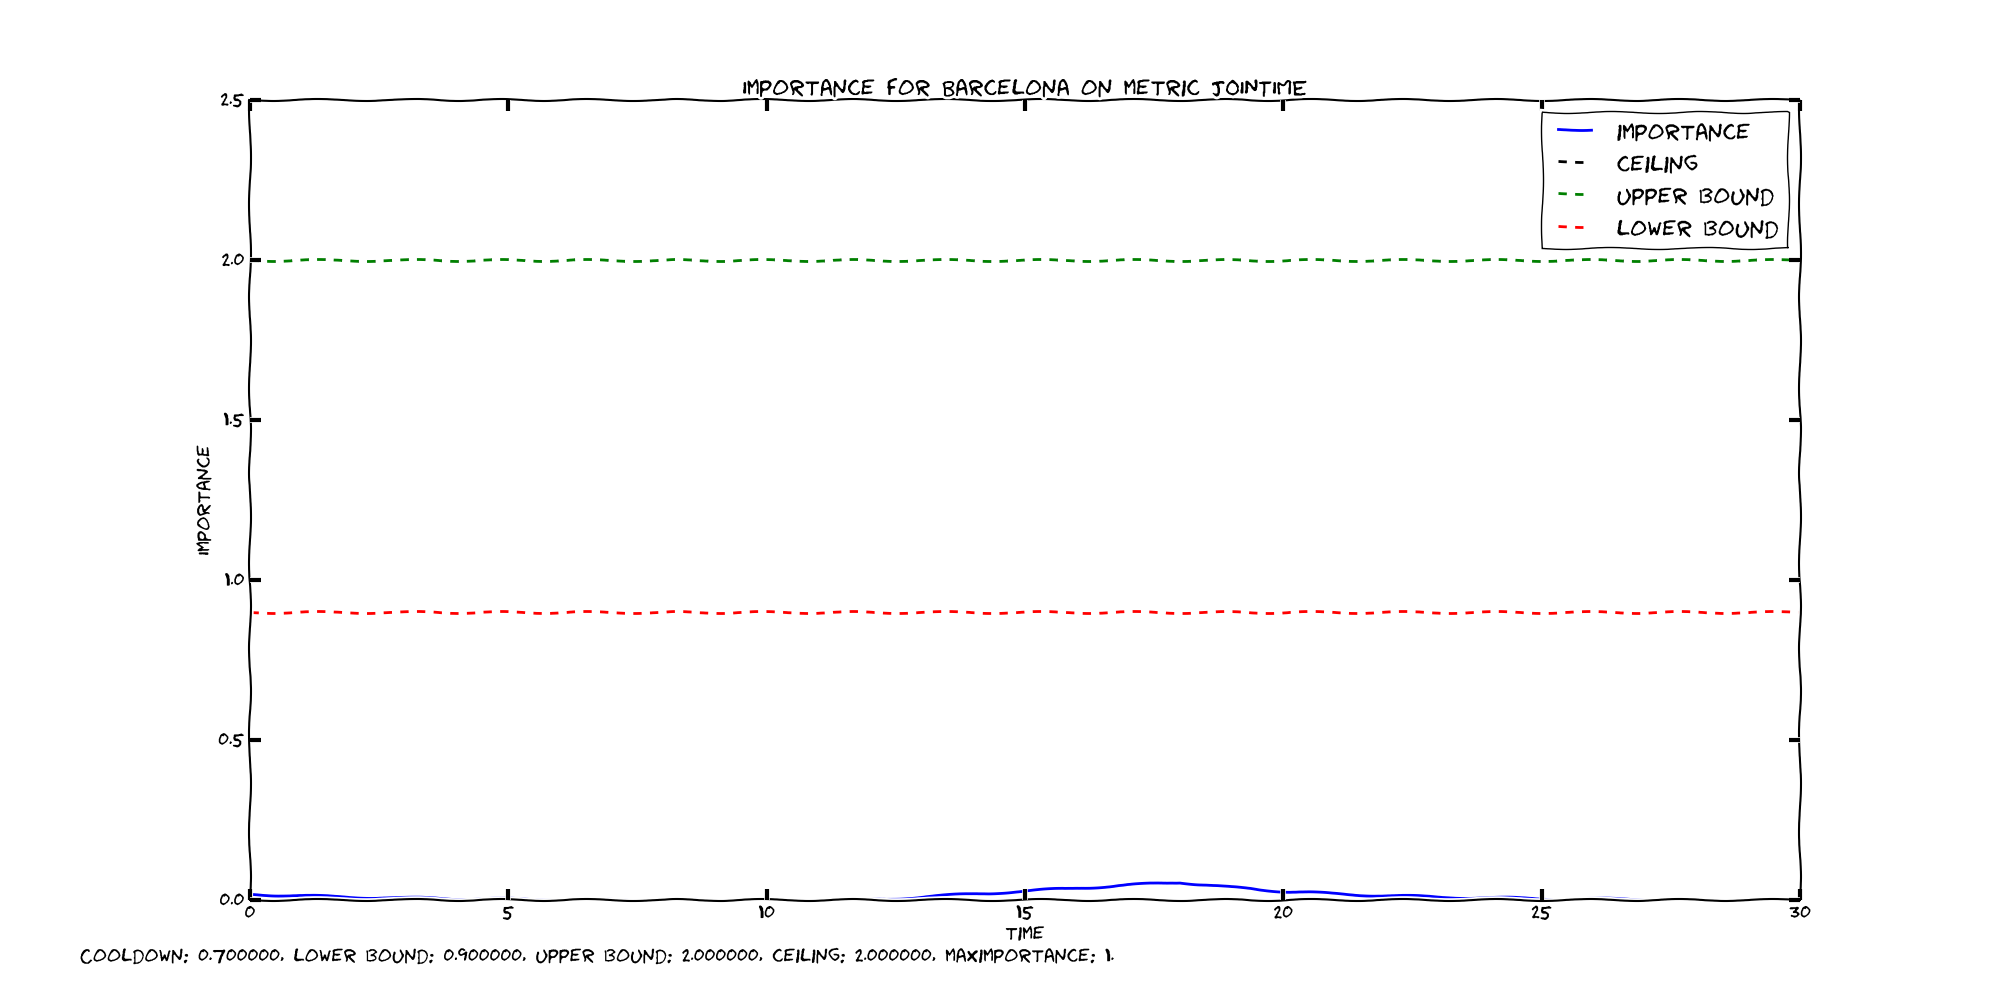 IMPORTANCE FOR BARCELONA ON METRIC JOINTIME
2.5
2.0
1.5
1.0
0.5
0.0
IMPORTANCE
IMPORTANCE
CEILING
UPPER BOUND
LOWER BOUND
0 5 10 15 20 25 30
TIME
COOLDOWN: 0.700000, LOWER BOUND: 0.900000, UPPER BOUND: 2.000000, CEILING: 2.000000, MAXIMPORTANCE: 1.